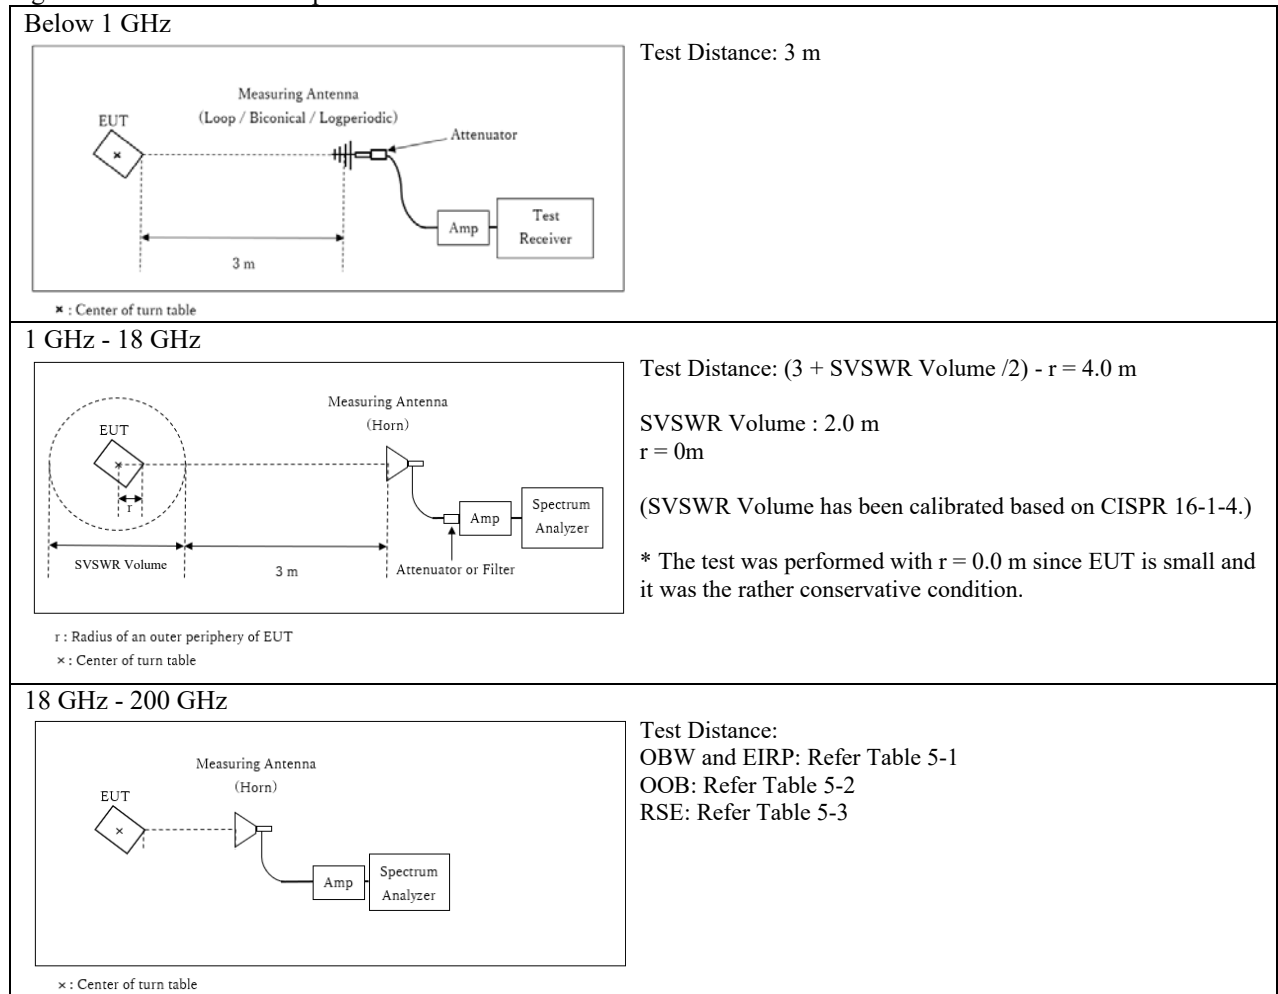 Below 1 GHz
Test Distance: 3 m
Measuring Antenna
(Loop / Biconical / Logperiodic)
EUT
Attenuator
Amp
Test
Receiver
3 m
× : Center of turn table
1 GHz - 18 GHz
Test Distance: (3 + SVSWR Volume /2) - r = 4.0 m
SVSWR Volume : 2.0 m
r = 0m
(SVSWR Volume has been calibrated based on CISPR 16-1-4.)
* The test was performed with r = 0.0 m since EUT is small and
it was the rather conservative condition.
Measuring Antenna
(Horn)
EUT
r
Amp
Spectrum
Analyzer
SVSWR Volume
3 m
Attenuator or Filter
r : Radius of an outer periphery of EUT
× : Center of turn table
18 GHz - 200 GHz
Test Distance:
OBW and EIRP: Refer Table 5-1
OOB: Refer Table 5-2
RSE: Refer Table 5-3
Measuring Antenna
(Horn)
EUT
Amp
Spectrum
Analyzer
× : Center of turn table